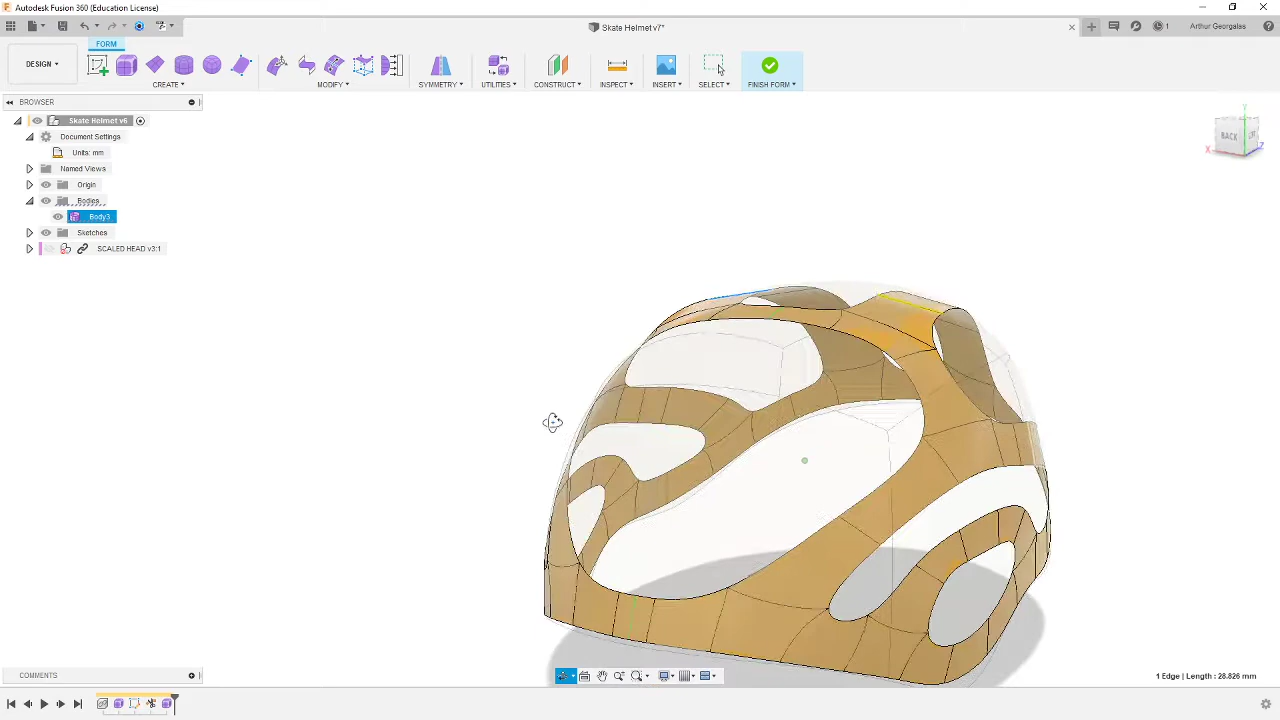 Autodesk Fusion 360 (Education License)
Skate Helmet v7*
1
Arthur Georgalas
FORM
DESIGN
CREATE
MODIFY
SYMMETRY
UTILITIES
CONSTRUCT
INSPECT
INSERT
SELECT
FINISH FORM
BROWSER
Skate Helmet v6
Document Settings
Units: mm
Named Views
Origin
Bodies
Body3
Sketches
SCALED HEAD v3:1
Y
BACK
X
Z
COMMENTS
1 Edge | Length : 28.826 mm